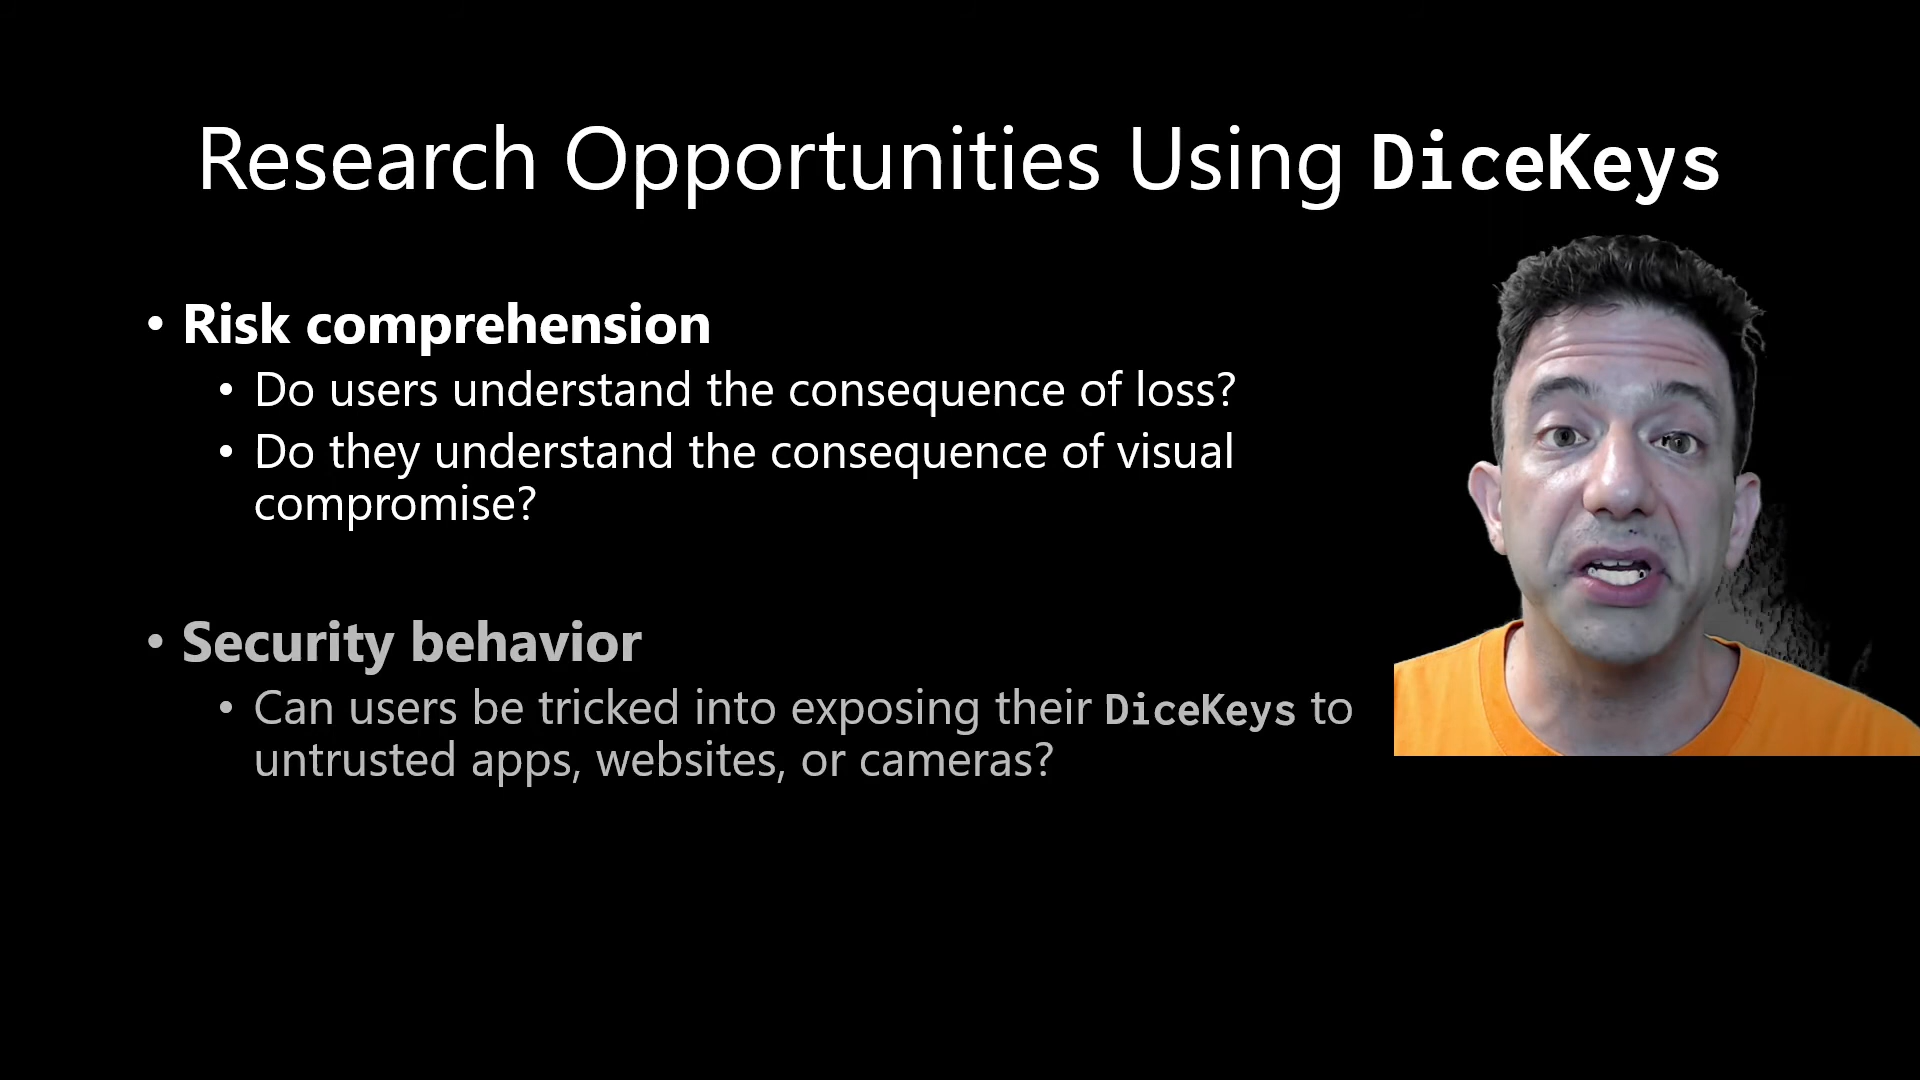 Research Opportunities Using DiceKeys
• Risk comprehension
• Do users understand the consequence of loss?
• Do they understand the consequence of visual
compromise?
• Security behavior
• Can users be tricked into exposing their DiceKeys to
untrusted apps, websites, or cameras?